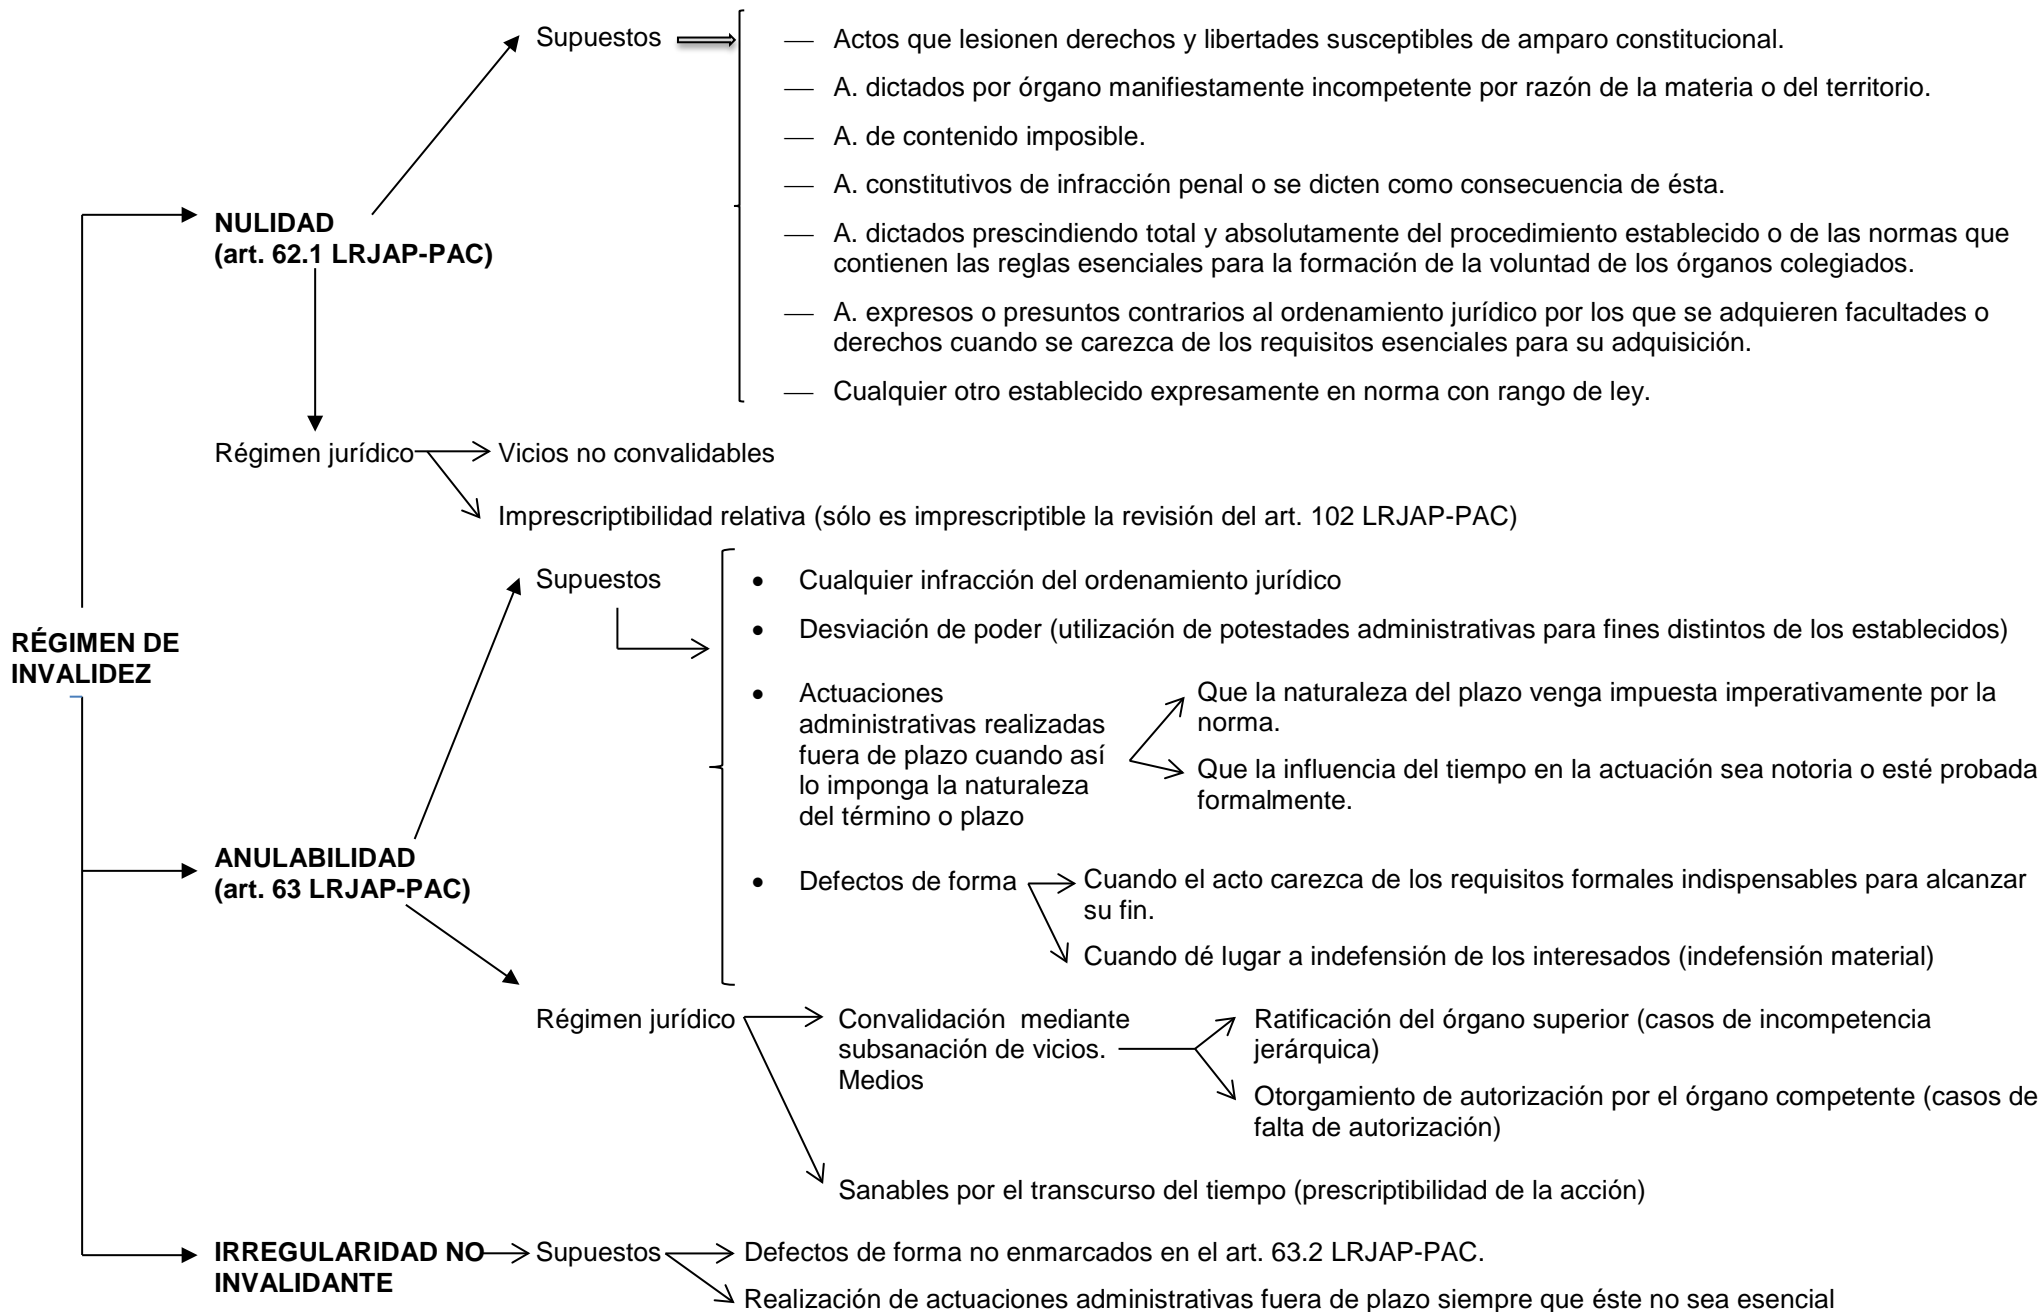 Supuestos
— Actos que lesionen derechos y libertades susceptibles de amparo constitucional.
— A. dictados por órgano manifiestamente incompetente por razón de la materia o del territorio.
— A. de contenido imposible.
— A. constitutivos de infracción penal o se dicten como consecuencia de ésta.
— A. dictados prescindiendo total y absolutamente del procedimiento establecido o de las normas que
contienen las reglas esenciales para la formación de la voluntad de los órganos colegiados.
— A. expresos o presuntos contrarios al ordenamiento jurídico por los que se adquieren facultades o
derechos cuando se carezca de los requisitos esenciales para su adquisición.
— Cualquier otro establecido expresamente en norma con rango de ley.
NULIDAD
(art. 62.1 LRJAP-PAC)
Régimen jurídico
Vicios no convalidables
Imprescriptibilidad relativa (sólo es imprescriptible la revisión del art. 102 LRJAP-PAC)
RÉGIMEN DE
INVALIDEZ
Supuestos
• Cualquier infracción del ordenamiento jurídico
• Desviación de poder (utilización de potestades administrativas para fines distintos de los establecidos)
• Actuaciones
administrativas realizadas
fuera de plazo cuando así
lo imponga la naturaleza
del término o plazo
Que la naturaleza del plazo venga impuesta imperativamente por la
norma.
Que la influencia del tiempo en la actuación sea notoria o esté probada
formalmente.
ANULABILIDAD
(art. 63 LRJAP-PAC)
• Defectos de forma
Cuando el acto carezca de los requisitos formales indispensables para alcanzar
su fin.
Cuando dé lugar a indefensión de los interesados (indefensión material)
Régimen jurídico
Convalidación mediante
subsanación de vicios.
Medios
Ratificación del órgano superior (casos de incompetencia
jerárquica)
Otorgamiento de autorización por el órgano competente (casos de
falta de autorización)
Sanables por el transcurso del tiempo (prescriptibilidad de la acción)
IRREGULARIDAD NO
INVALIDANTE
Supuestos
Defectos de forma no enmarcados en el art. 63.2 LRJAP-PAC.
Realización de actuaciones administrativas fuera de plazo siempre que éste no sea esencial